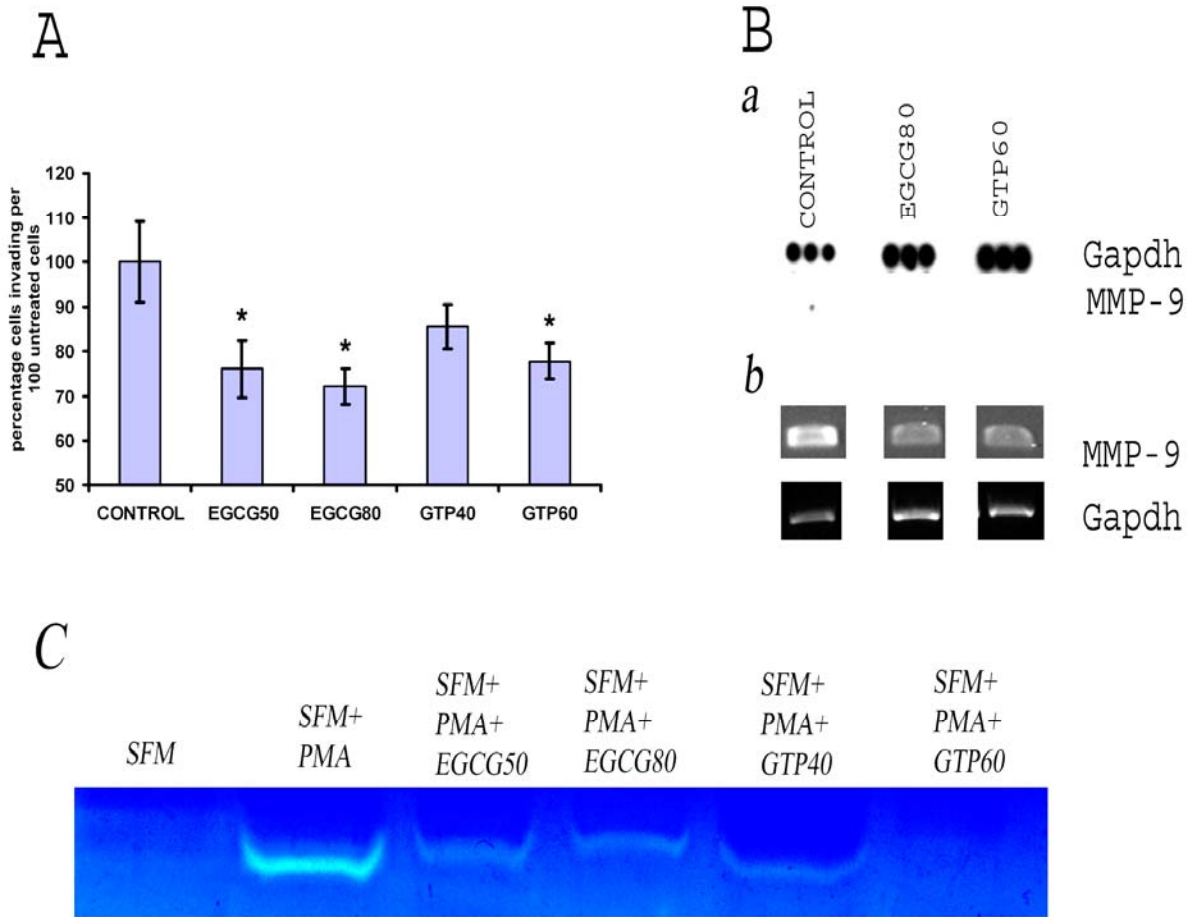 A
percentage cells invading per
100 untreated cells
120
110
100
90
80
70
60
50
*
*
*
CONTROL
EGCG50
EGCG80
GTP40
GTP60
B
a
CONTROL
EGCG80
GTP60
Gapdh
MMP-9
b
MMP-9
Gapdh
C
SFM
SFM+
PMA
SFM+
PMA+
EGCG50
SFM+
PMA+
EGCG80
SFM+
PMA+
GTP40
SFM+
PMA+
GTP60